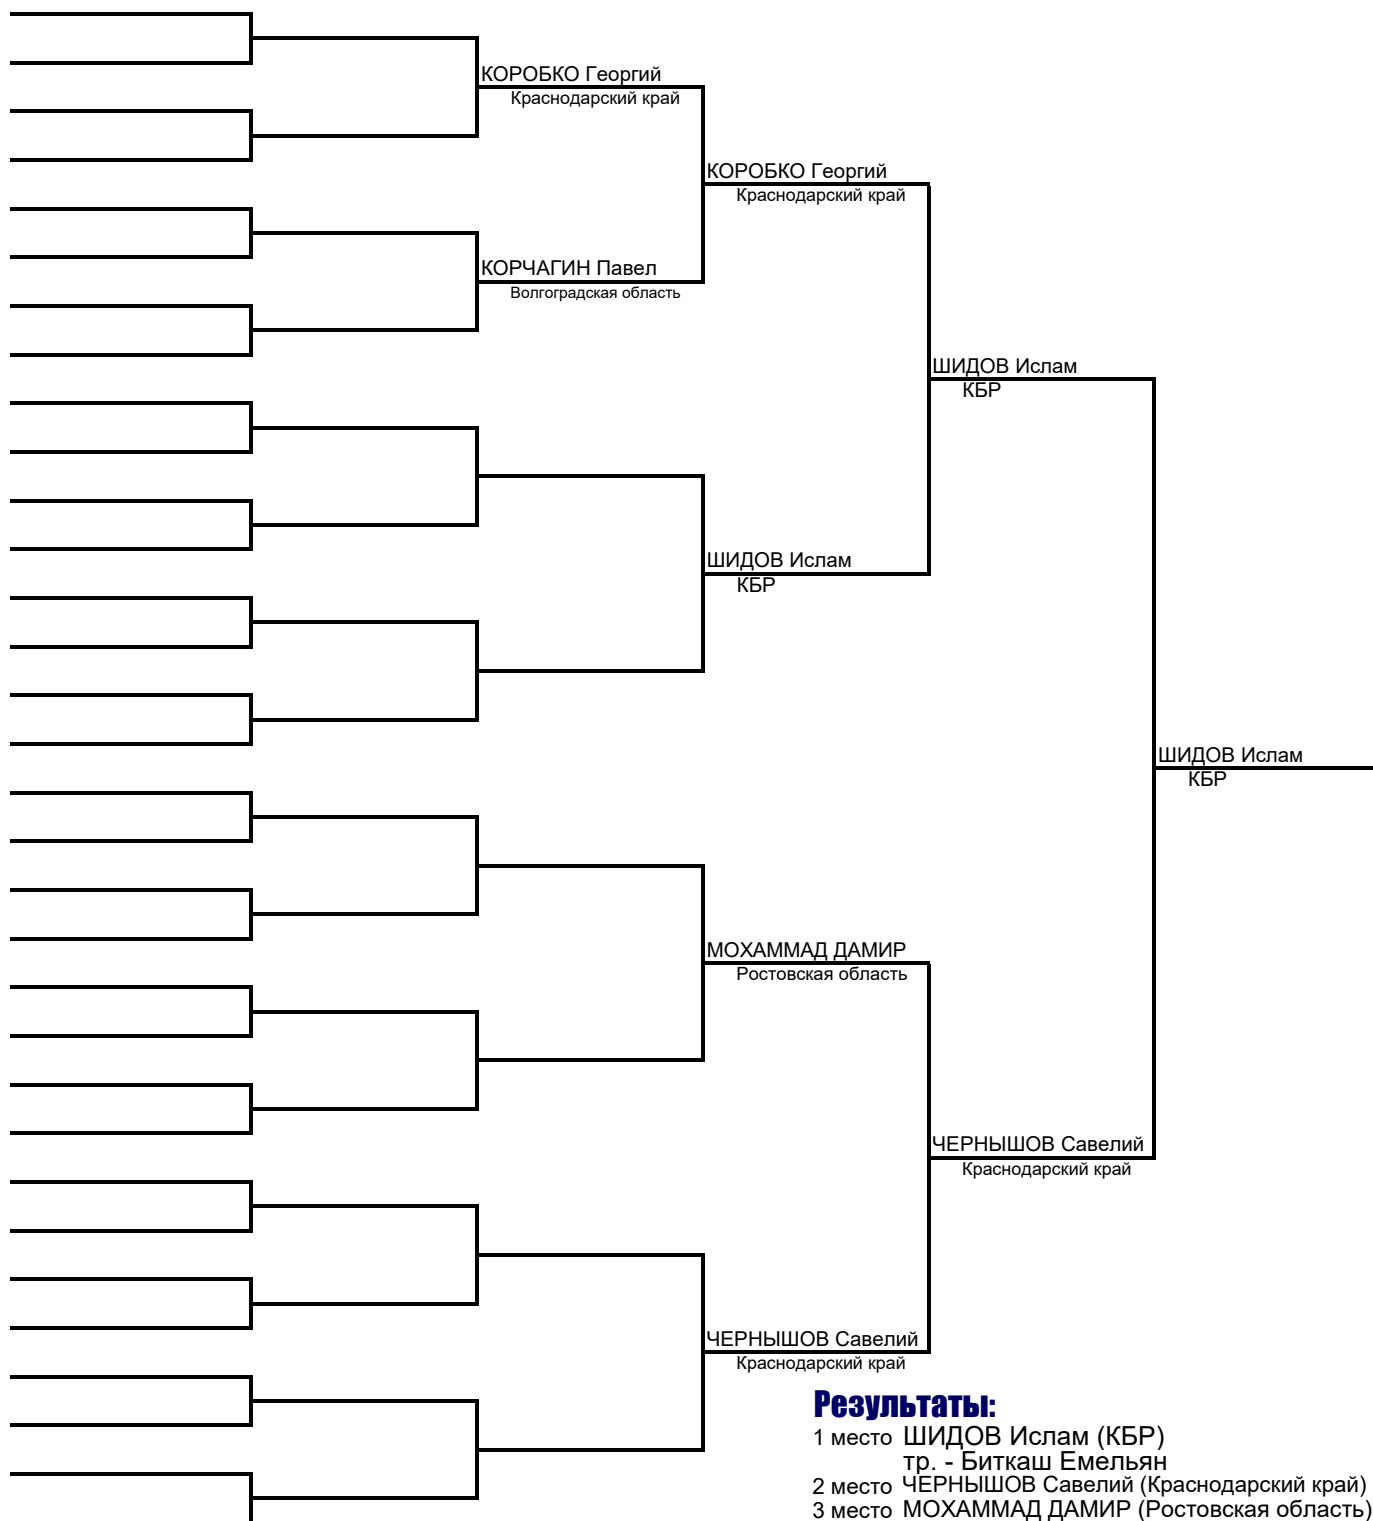 КОРОБКО Георгий
Краснодарский край
КОРОБКО Георгий
Краснодарский край
КОРЧАГИН Павел
Волгоградская область
ШИДОВ Ислам
КБР
ШИДОВ Ислам
КБР
ШИДОВ Ислам
КБР
МОХАММАД ДАМИР
Ростовская область
ЧЕРНЫШОВ Савелий
Краснодарский край
ЧЕРНЫШОВ Савелий
Краснодарский край
Результаты:
1 место ШИДОВ Ислам (КБР)
тр. - Биткаш Емельян
2 место ЧЕРНЫШОВ Савелий (Краснодарский край)
3 место МОХАММАД ДАМИР (Ростовская область)